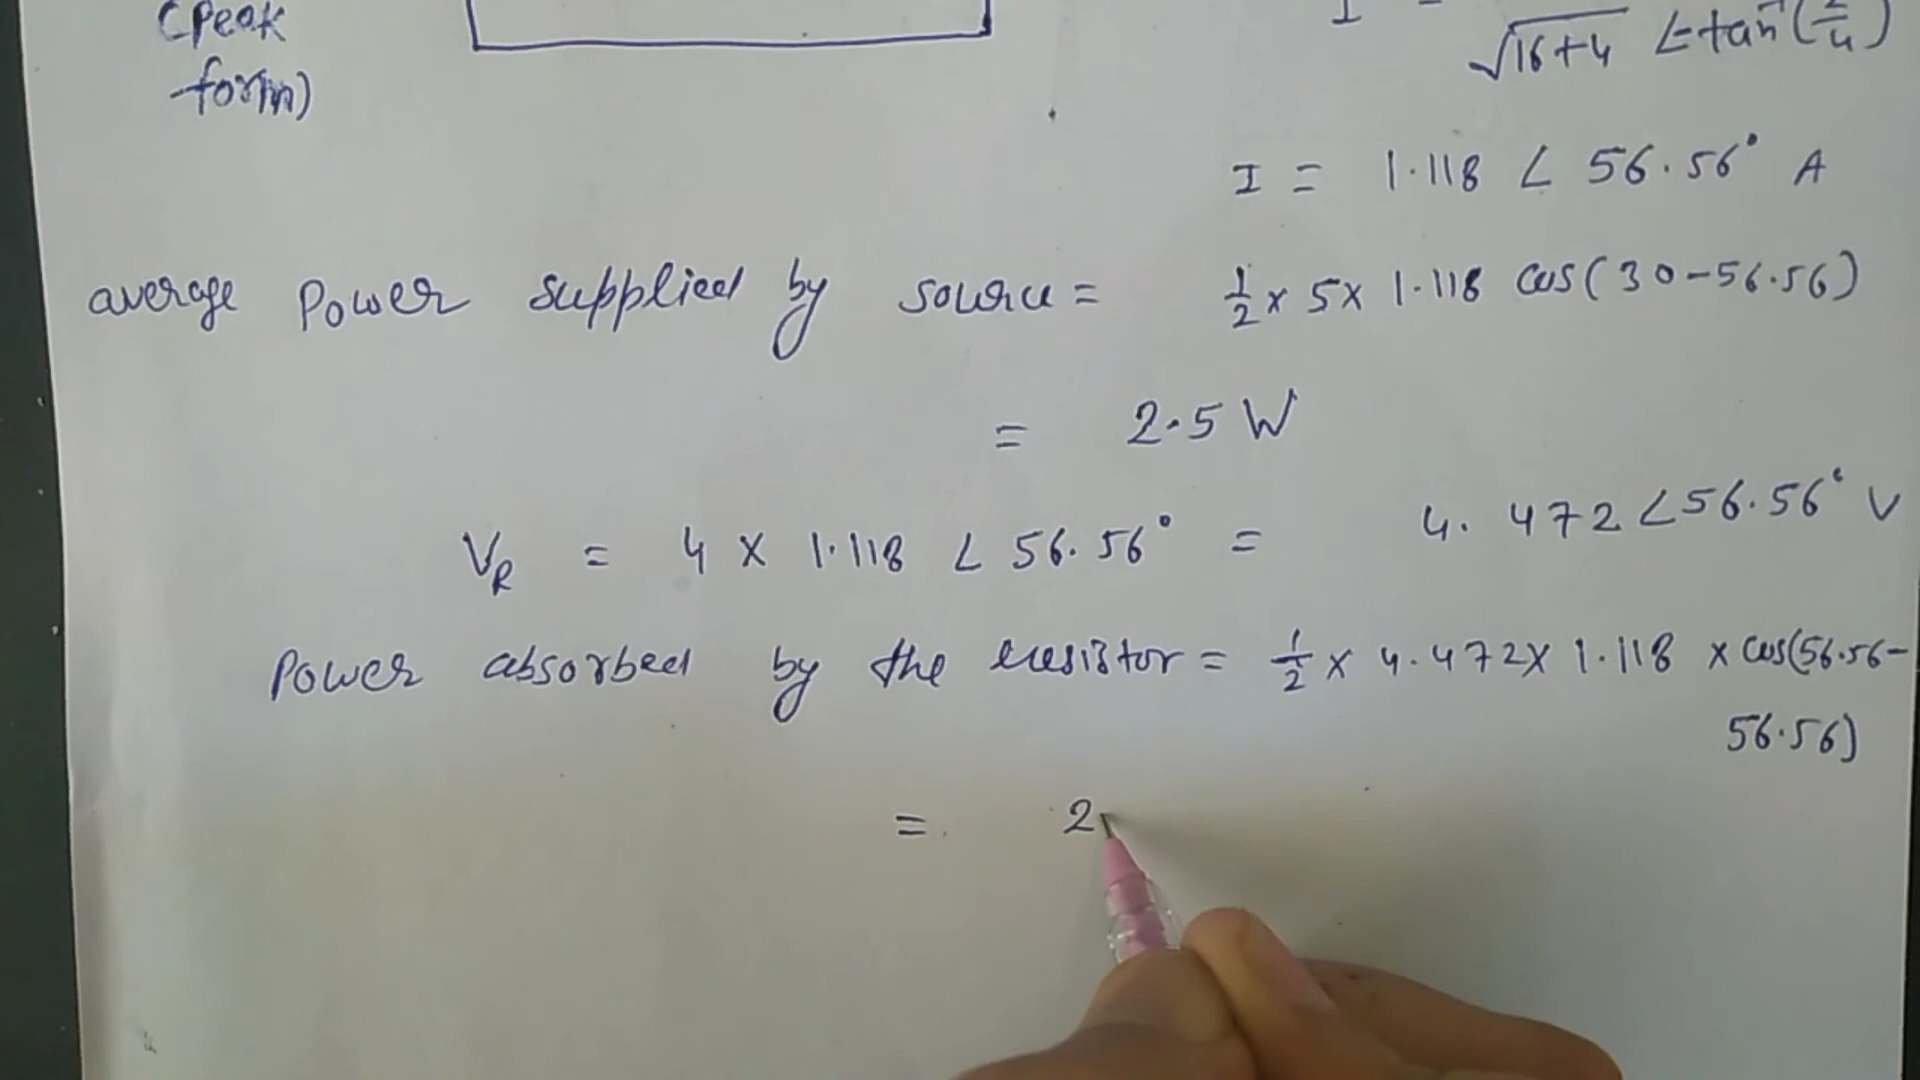 (Peak
form)
I =
√16+4 ∠-tan⁻¹(2/4)
I = 1.118 ∠ 56.56° A
average Power supplied by source = 1/2 x 5x 1.118 cos(30-56.56)
= 2.5 W
VR = 4 x 1.118 ∠ 56.56° = 4.472 ∠56.56° V
Power absorbed by the resistor = 1/2 x 4.472x 1.118 x cos(56.56-
56.56)
= 2.